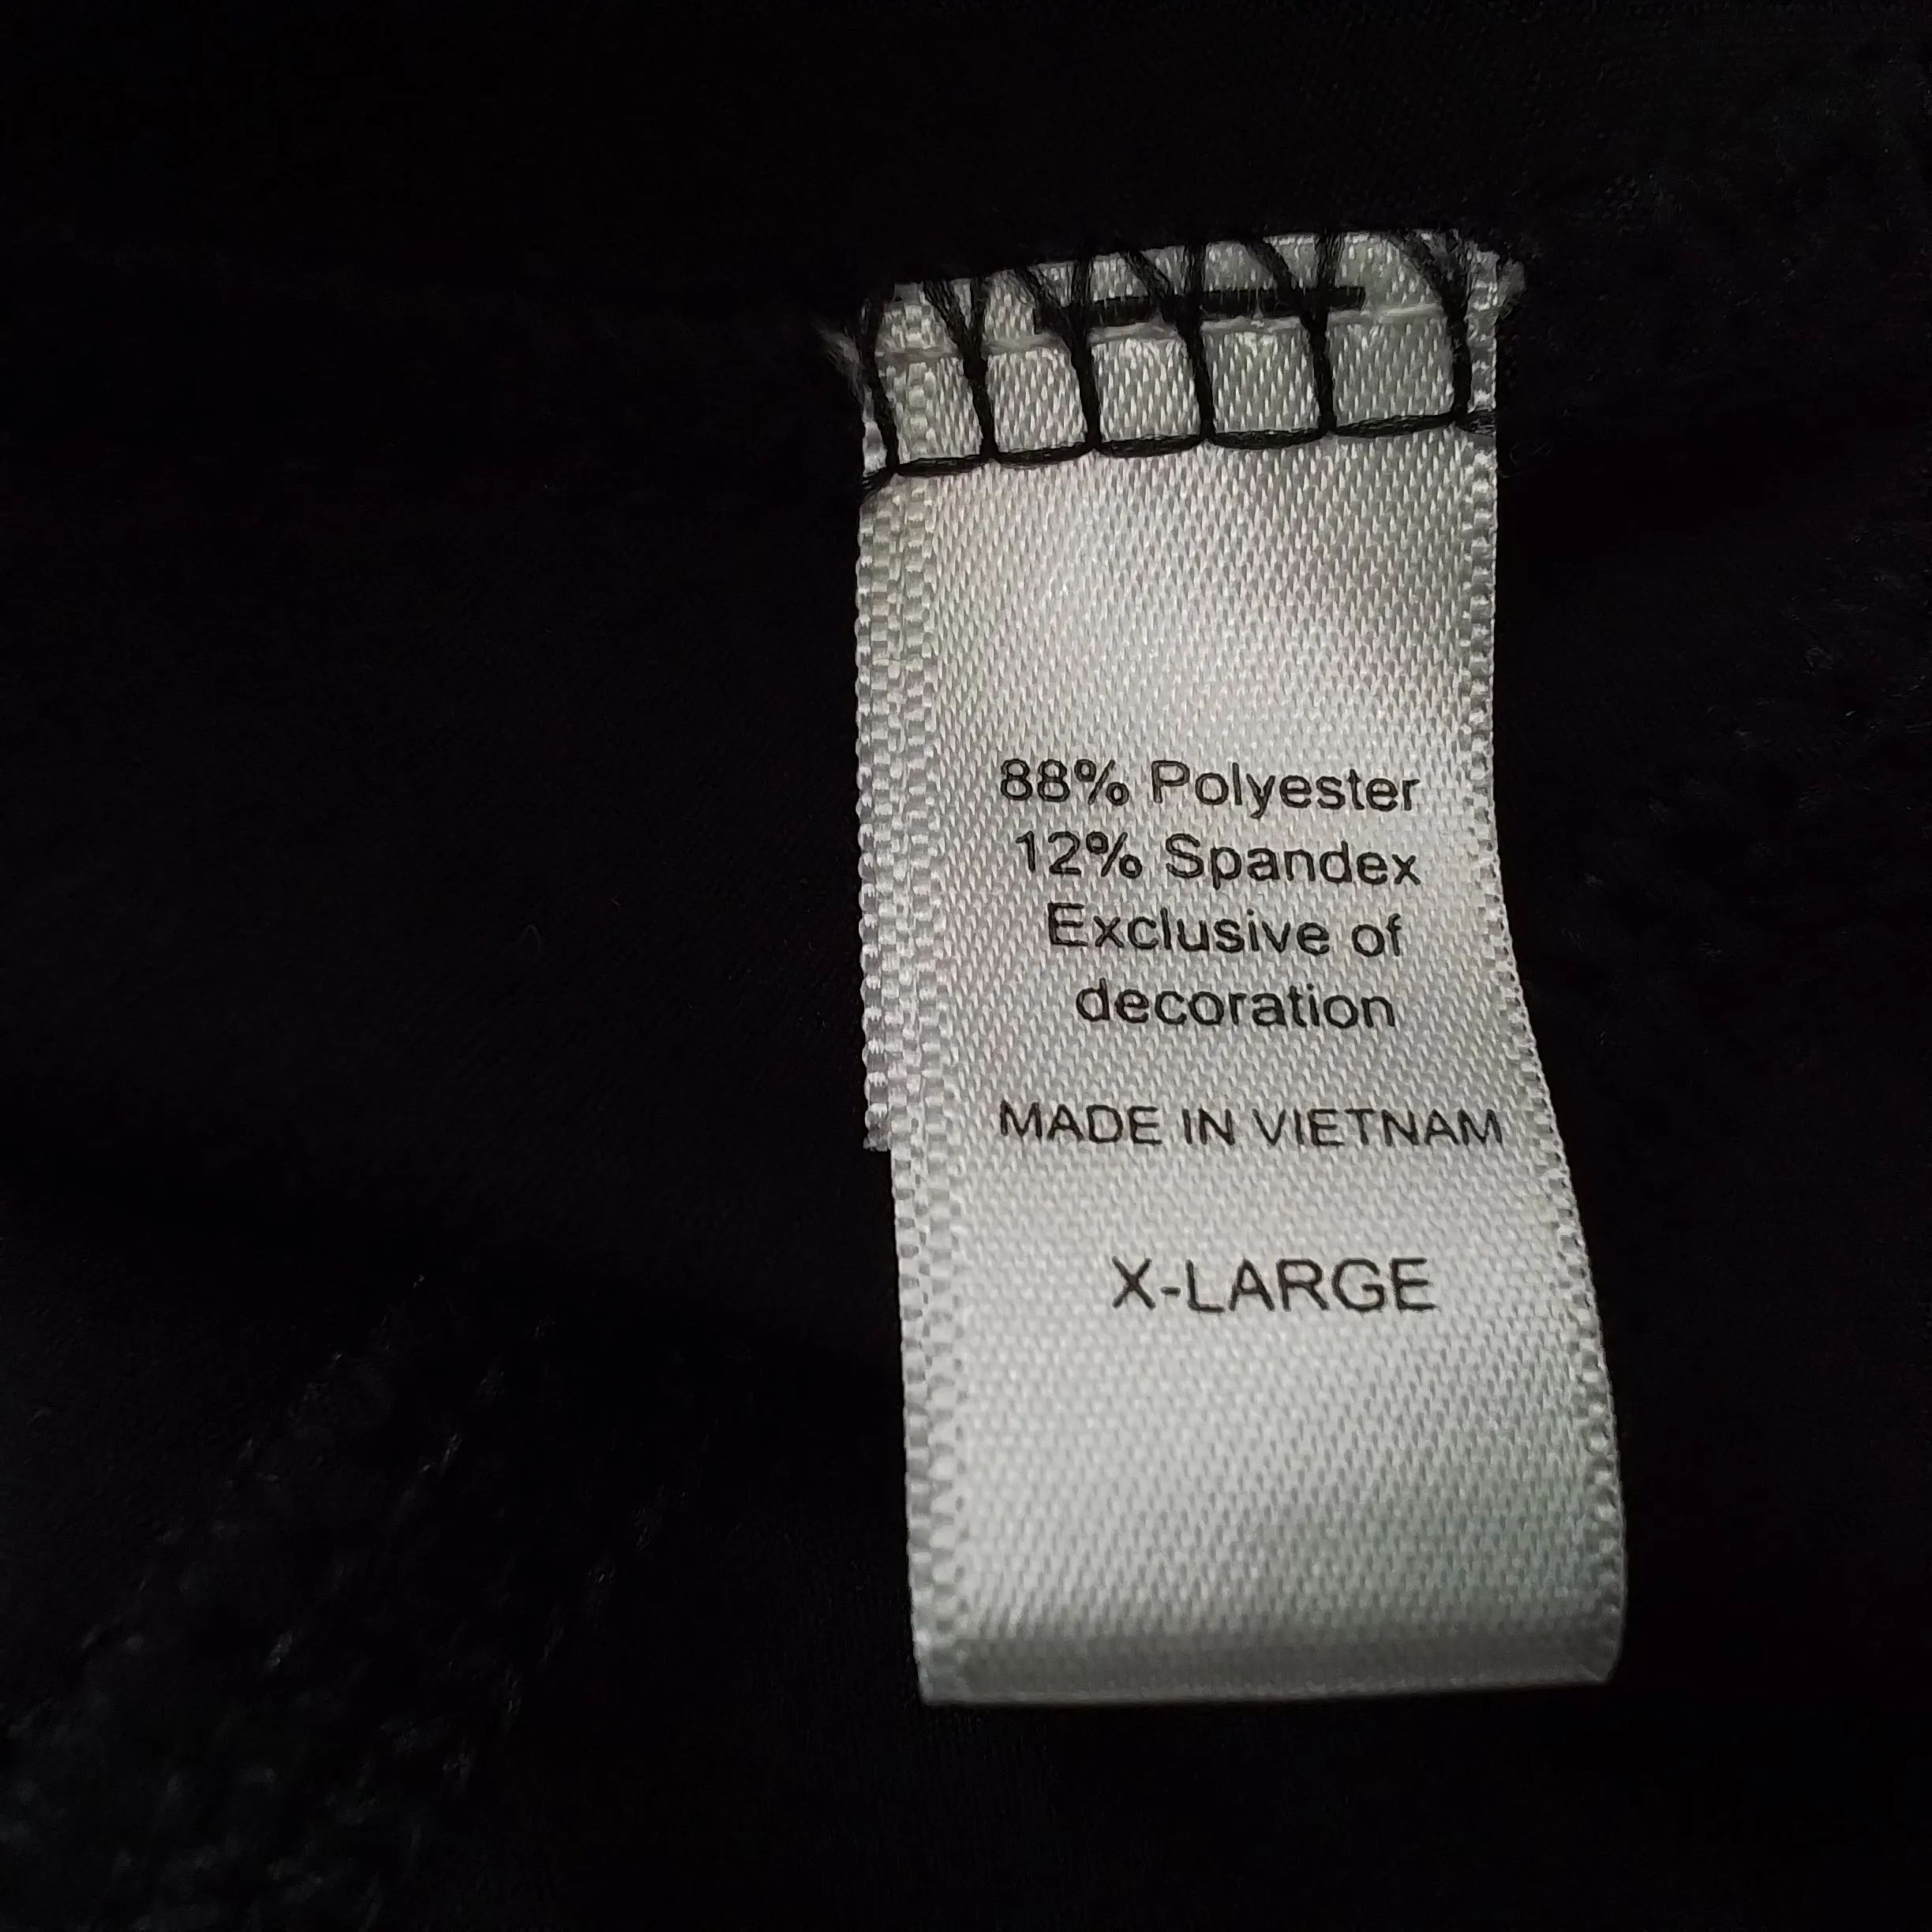 88% Polyester
12% Spandex
Exclusive of
decoration
MADE IN VIETNAM
X-LARGE